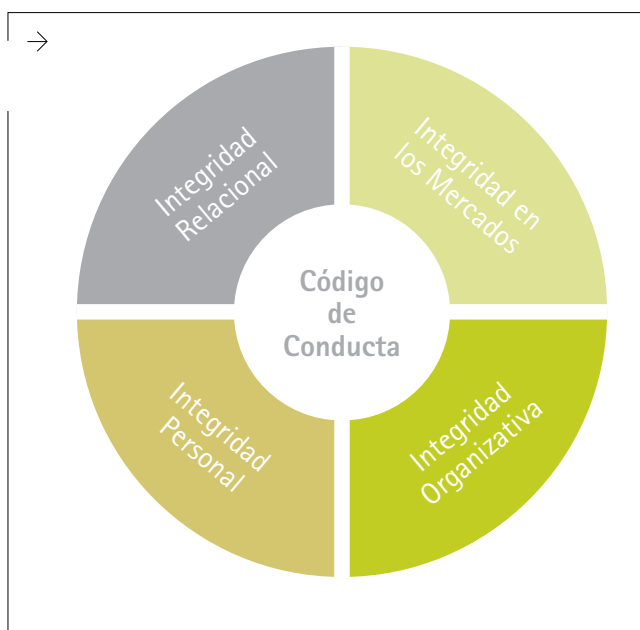 Integridad
Relacional
Integridad en
los Mercados
Código
de
Conducta
Integridad
Personal
Integridad
Organizativa